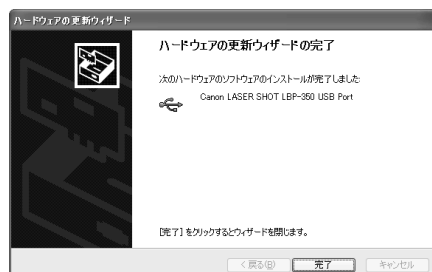 ハードウェアの更新ウィザード
ハードウェアの更新ウィザードの完了
次のハードウェアのソフトウェアのインストールが完了しました:
Canon LASER SHOT LBP-350 USB Port
[完了] をクリックするとウィザードを閉じます。
< 戻る(B)
完了
キャンセル